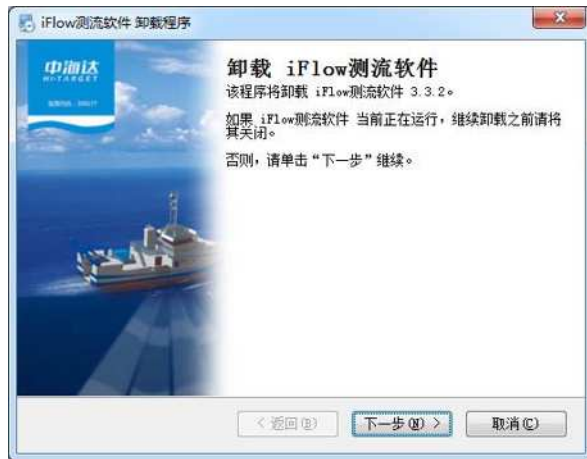 iFlow测流软件 卸载程序
中海达
HI-TARGET
卸载 iFlow测流软件
该程序将卸载 iFlow测流软件 3.3.2。
如果 iFlow测流软件 当前正在运行，继续卸载之前请将
其关闭。
否则，请单击“下一步”继续。
< 返回(B)
下一步(N) >
取消(C)